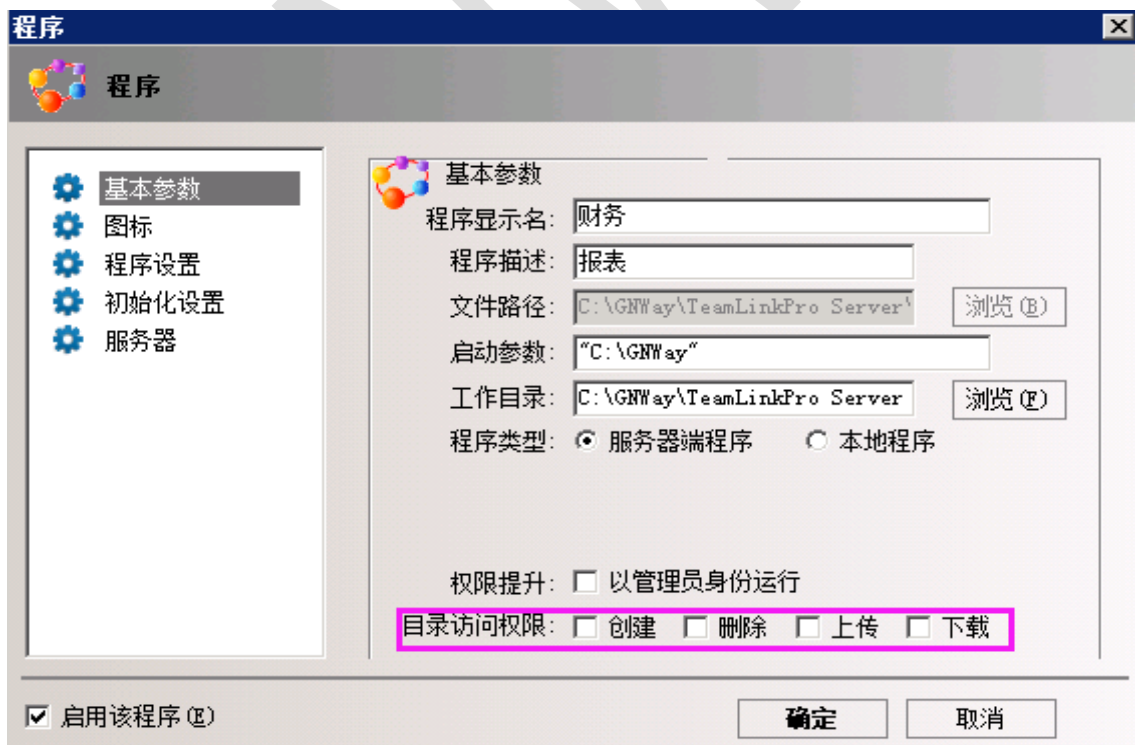 程序
程序
基本参数
图标
程序设置
初始化设置
服务器
基本参数
程序显示名: 财务
程序描述: 报表
文件路径: C:\GNWay\TeamLinkPro Server\ 浏览(B)
启动参数: "C:\GNWay"
工作目录: C:\GNWay\TeamLinkPro Server 浏览(F)
程序类型: 服务器端程序 本地程序
权限提升: 以管理员身份运行
目录访问权限: 创建 删除 上传 下载
启用该程序(E) 确定 取消